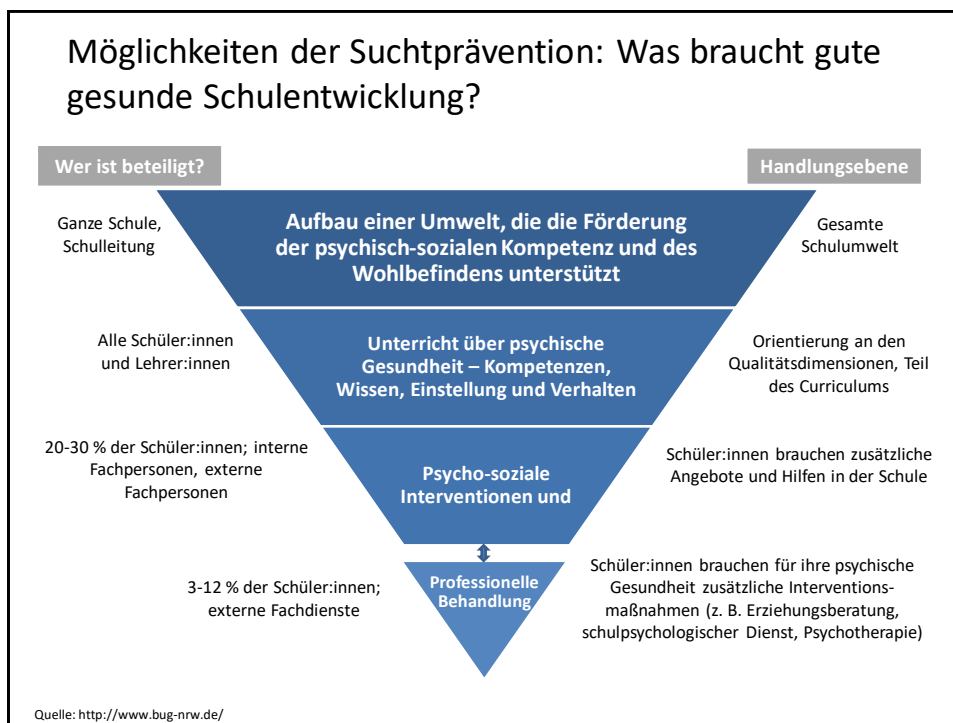 Möglichkeiten der Suchtprävention: Was braucht gute
gesunde Schulentwicklung?
Wer ist beteiligt?
Handlungsebene
Ganze Schule,
Schulleitung
Aufbau einer Umwelt, die die Förderung
der psychisch-sozialen Kompetenz und des
Wohlbefindens unterstützt
Gesamte
Schulumwelt
Alle Schüler:innen
und Lehrer:innen
Unterricht über psychische
Gesundheit – Kompetenzen,
Wissen, Einstellung und Verhalten
Orientierung an den
Qualitätsdimensionen, Teil
des Curriculums
20-30 % der Schüler:innen; interne
Fachpersonen, externe
Fachpersonen
Psycho-soziale
Interventionen und
Schüler:innen brauchen zusätzliche
Angebote und Hilfen in der Schule
3-12 % der Schüler:innen;
externe Fachdienste
Professionelle
Behandlung
Schüler:innen brauchen für ihre psychische
Gesundheit zusätzliche Interventions-
maßnahmen (z. B. Erziehungsberatung,
schulpsychologischer Dienst, Psychotherapie)
Quelle: http://www.bug-nrw.de/